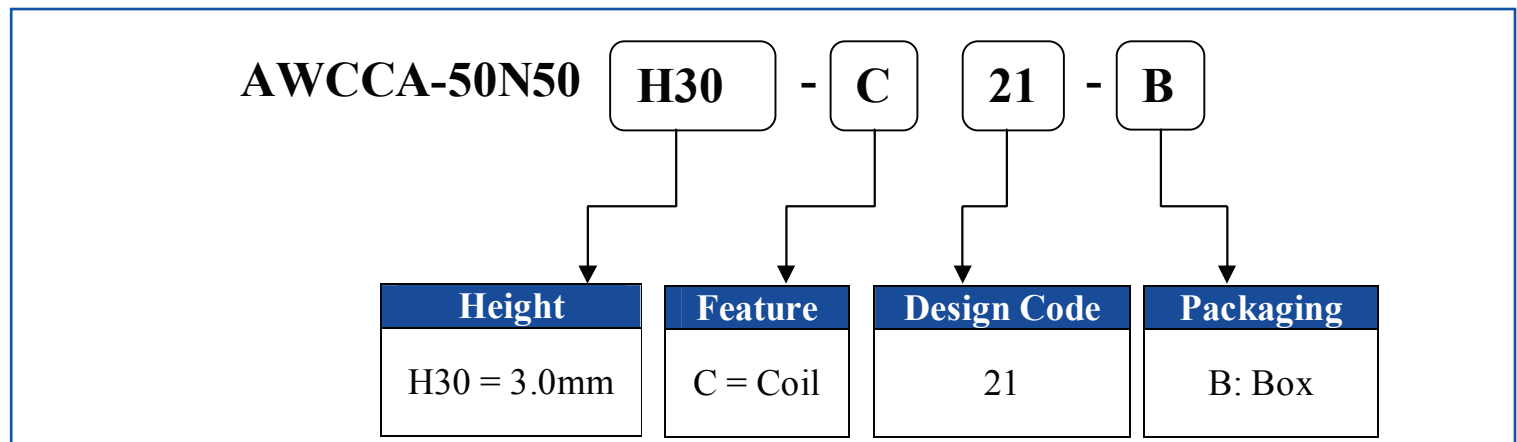 AWCCA-50N50 H30 - C 21 - B
Height Feature Design Code Packaging
H30 = 3.0mm C = Coil 21 B: Box